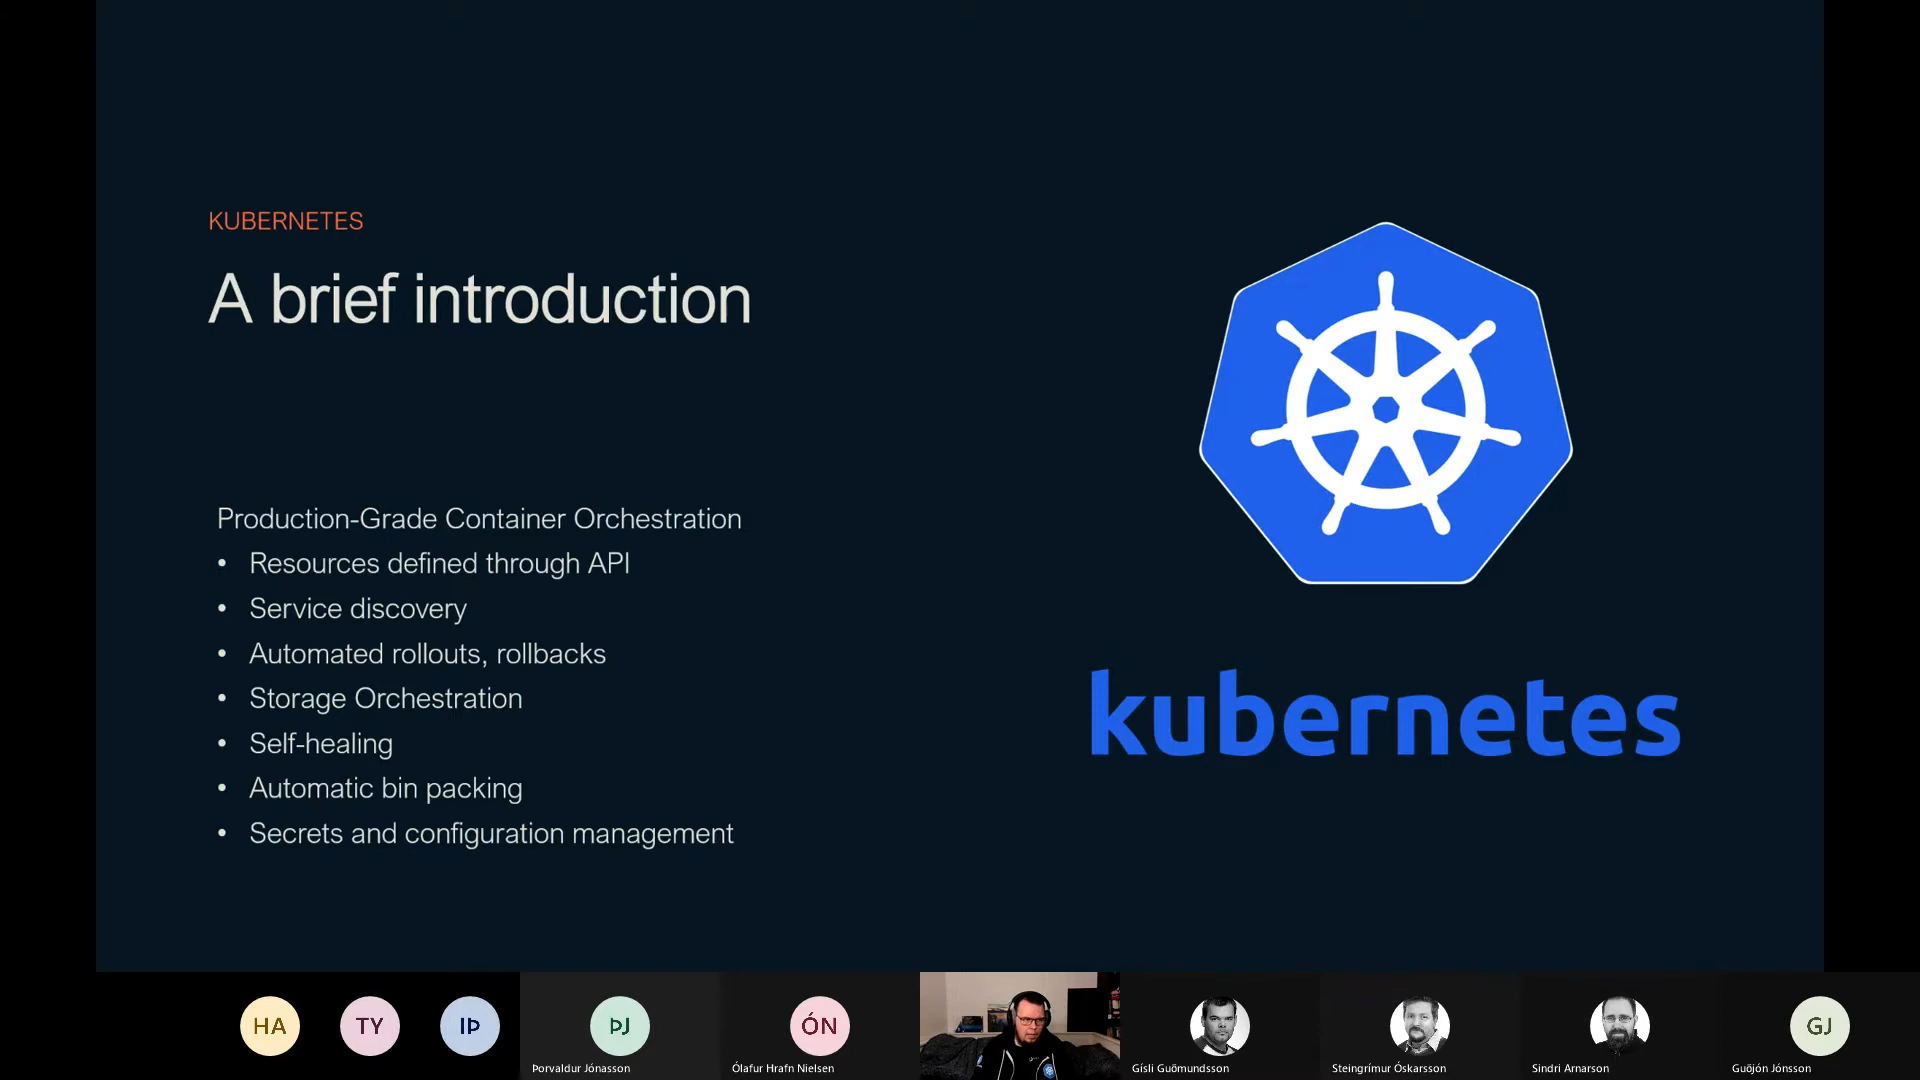 KUBERNETES
A brief introduction
Production-Grade Container Orchestration
• Resources defined through API
• Service discovery
• Automated rollouts, rollbacks
• Storage Orchestration
• Self-healing
• Automatic bin packing
• Secrets and configuration management
kubernetes
HA
TY
IÞ
ÞJ
Þorvaldur Jónasson
ÓN
Ólafur Hrafn Nielsen
Gísli Guðmundsson
Steingrímur Óskarsson
Sindri Arnarson
GJ
Guðjón Jónsson